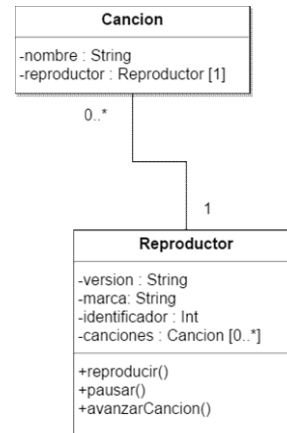 Cancion
-nombre : String
-reproductor : Reproductor [1]
0..*
1
Reproductor
-version : String
-marca: String
-identificador : Int
-canciones : Cancion [0..*]
+reproducir()
+pausar()
+avanzarCancion()